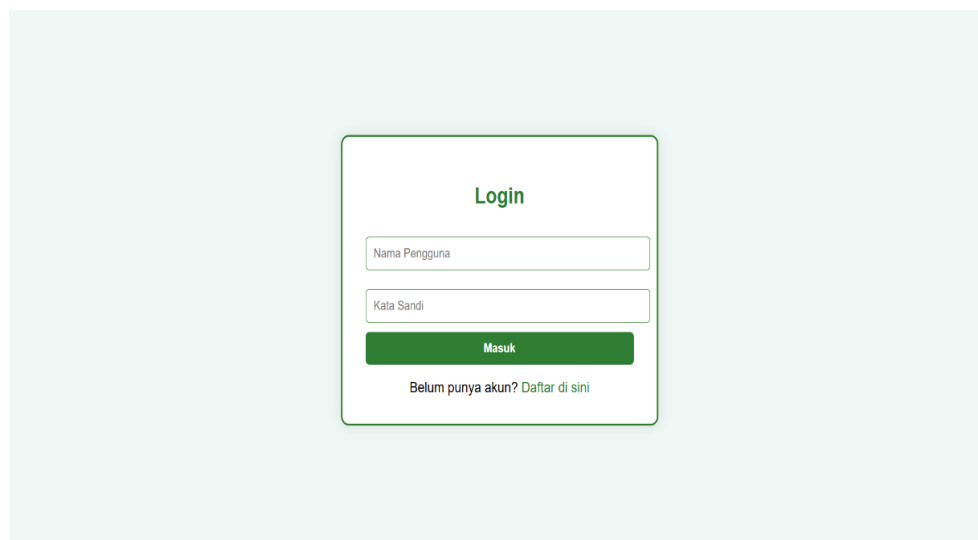 Login
Nama Pengguna
Kata Sandi
Masuk
Belum punya akun? Daftar di sini